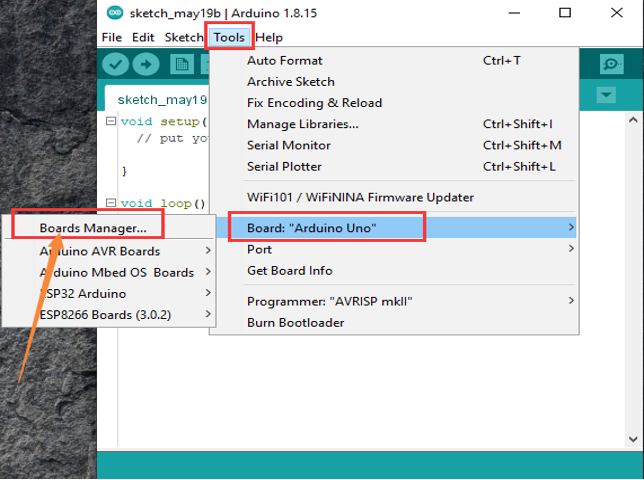 sketch_may19b | Arduino 1.8.15
File Edit Sketch Tools Help
Auto Format Ctrl+T
Archive Sketch
Fix Encoding & Reload
Manage Libraries... Ctrl+Shift+I
Serial Monitor Ctrl+Shift+M
Serial Plotter Ctrl+Shift+L
WiFi101 / WiFiNINA Firmware Updater
Board: "Arduino Uno"
Port
Get Board Info
Programmer: "AVRISP mkII"
Burn Bootloader
sketch_may19
void setup(
// put yo
}
void loop()
Boards Manager...
Arduino AVR Boards
Arduino Mbed OS Boards
ESP32 Arduino
ESP8266 Boards (3.0.2)